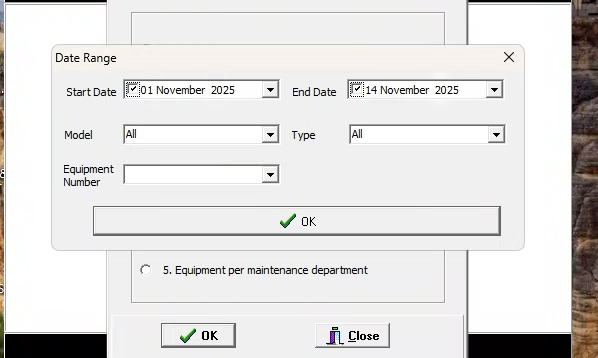 Date Range
Start Date 01 November 2025 End Date 14 November 2025
Model All Type All
Equipment
Number
OK
5. Equipment per maintenance department
OK Close